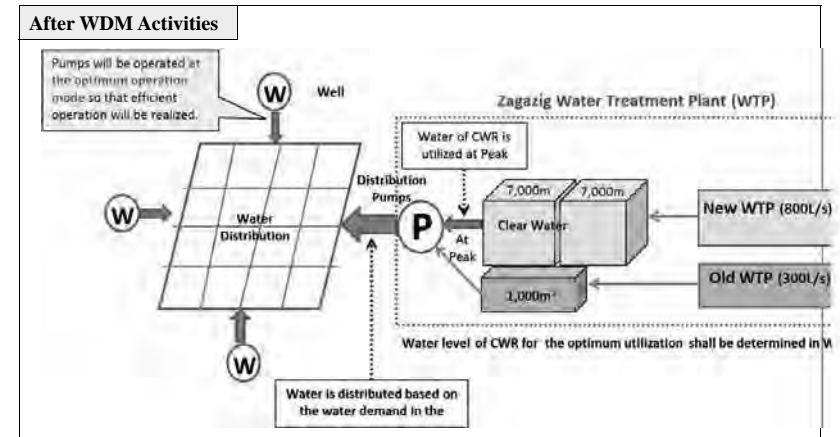 After WDM Activities
Pumps will be operated at
the optimum operation
mode so that efficient
operation will be realized.
W
Well
Zagazig Water Treatment Plant (WTP)
Water of CWR is
utilized at Peak
7,000m
7,000m
Distribution
Pumps
New WTP (800L/s)
W
Water
Distribution
P
Clear Water
At
Peak
Old WTP (300L/s)
1,000m³
Water level of CWR for the optimum utilization shall be determined in W
W
Water is distributed based on
the water demand in the